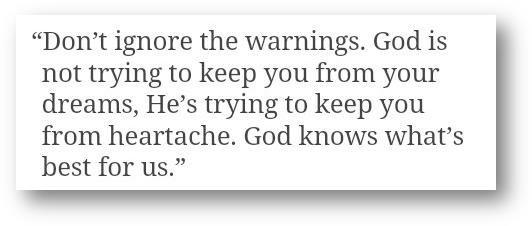 “Don’t ignore the warnings. God is
not trying to keep you from your
dreams, He’s trying to keep you
from heartache. God knows what’s
best for us.”